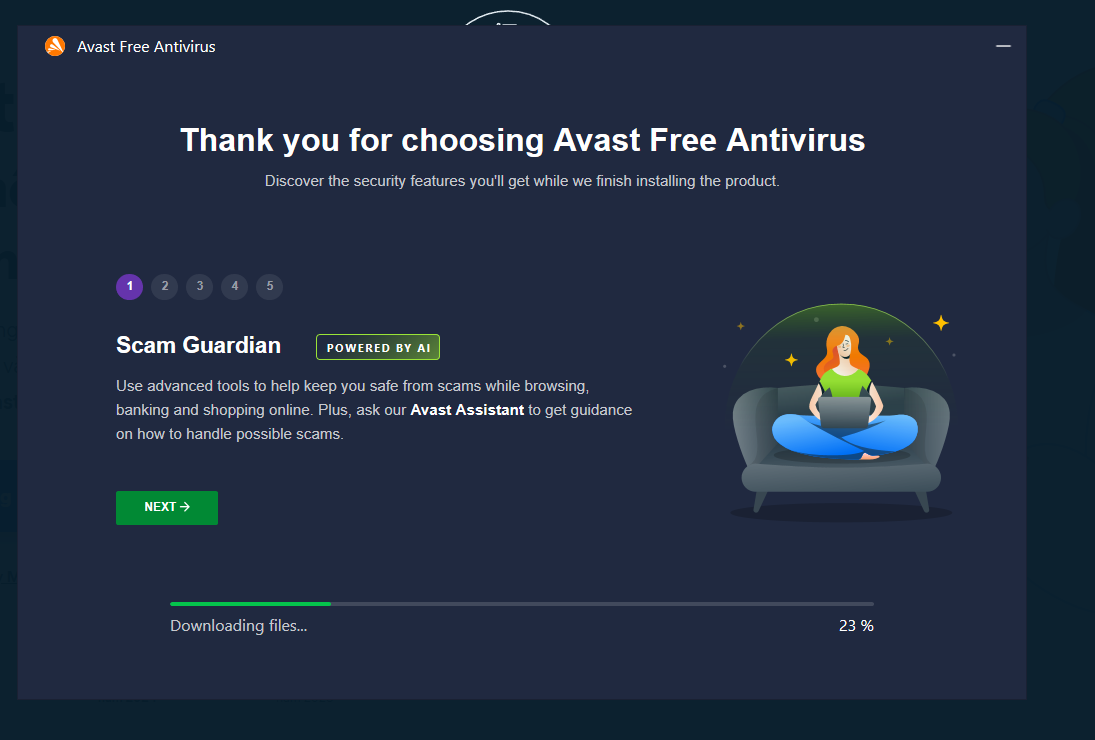 Avast Free Antivirus
Thank you for choosing Avast Free Antivirus
Discover the security features you'll get while we finish installing the product.
1 2 3 4 5
Scam Guardian POWERED BY AI
Use advanced tools to help keep you safe from scams while browsing,
banking and shopping online. Plus, ask our Avast Assistant to get guidance
on how to handle possible scams.
NEXT →
Downloading files... 23 %